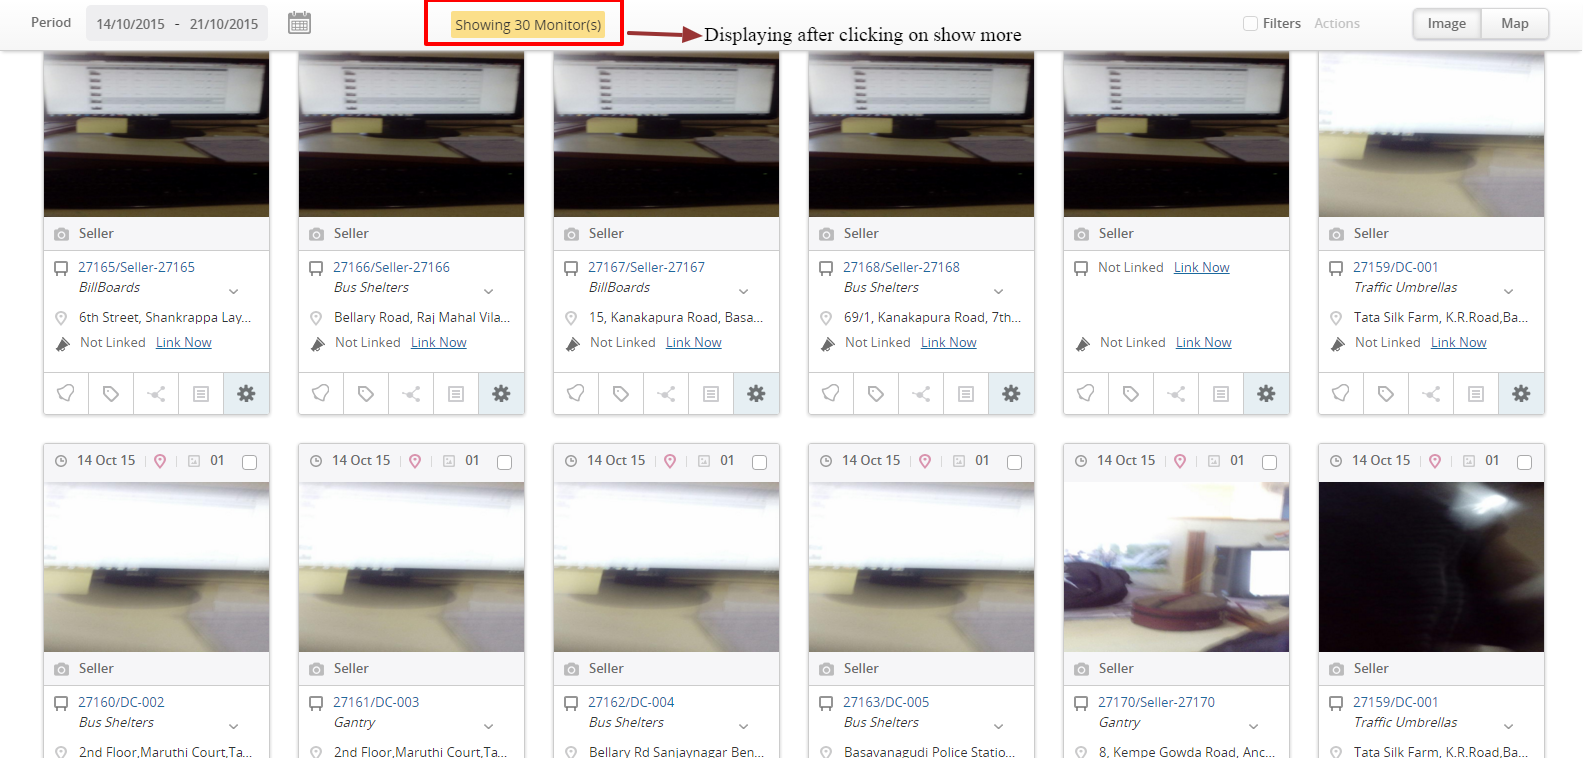 Period 14/10/2015 - 21/10/2015 Showing 30 Monitor(s) Displaying after clicking on show more Filters Actions Image Map
Seller Seller Seller Seller Seller Seller
27165/Seller-27165 27166/Seller-27166 27167/Seller-27167 27168/Seller-27168 Not Linked Link Now 27159/DC-001
BillBoards Bus Shelters BillBoards Bus Shelters Traffic Umbrellas
6th Street, Shankrappa Lay... Bellary Road, Raj Mahal Vila... 15, Kanakapura Road, Basa... 69/1, Kanakapura Road, 7th... Tata Silk Farm, K.R.Road,Ba...
Not Linked Link Now Not Linked Link Now Not Linked Link Now Not Linked Link Now Not Linked Link Now Not Linked Link Now
14 Oct 15 01 14 Oct 15 01 14 Oct 15 01 14 Oct 15 01 14 Oct 15 01 14 Oct 15 01
Seller Seller Seller Seller Seller Seller
27160/DC-002 27161/DC-003 27162/DC-004 27163/DC-005 27170/Seller-27170 27159/DC-001
Bus Shelters Gantry Bus Shelters Bus Shelters Gantry Traffic Umbrellas
2nd Floor,Maruthi Court,Ta... 2nd Floor,Maruthi Court,Ta... Bellary Rd Sanjaynagar Ben... Basavanagudi Police Statio... 8, Kempe Gowda Road, Anc... Tata Silk Farm, K.R.Road,Ba...